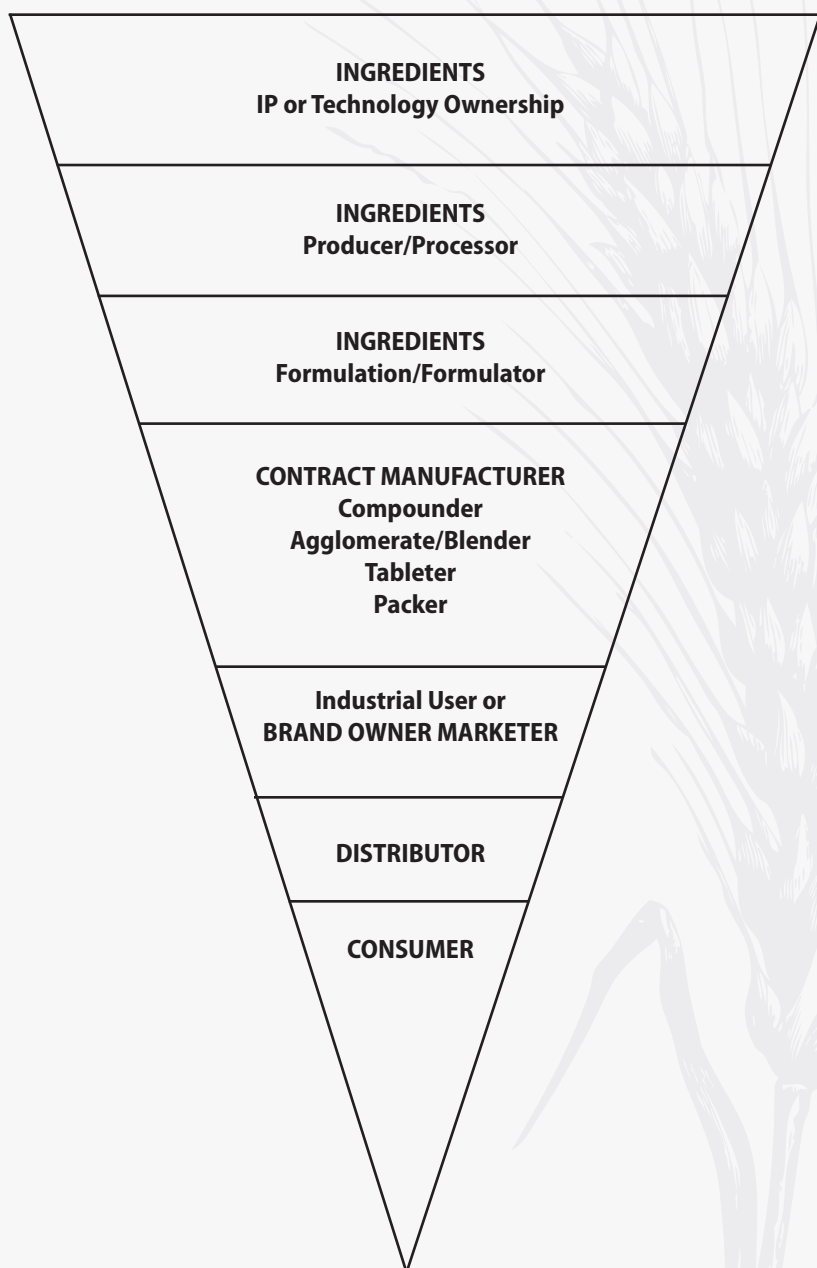 INGREDIENTS
IP or Technology Ownership
INGREDIENTS
Producer/Processor
INGREDIENTS
Formulation/Formulator
CONTRACT MANUFACTURER
Compounder
Agglomerate/Blender
Tableter
Packer
Industrial User or
BRAND OWNER MARKETER
DISTRIBUTOR
CONSUMER